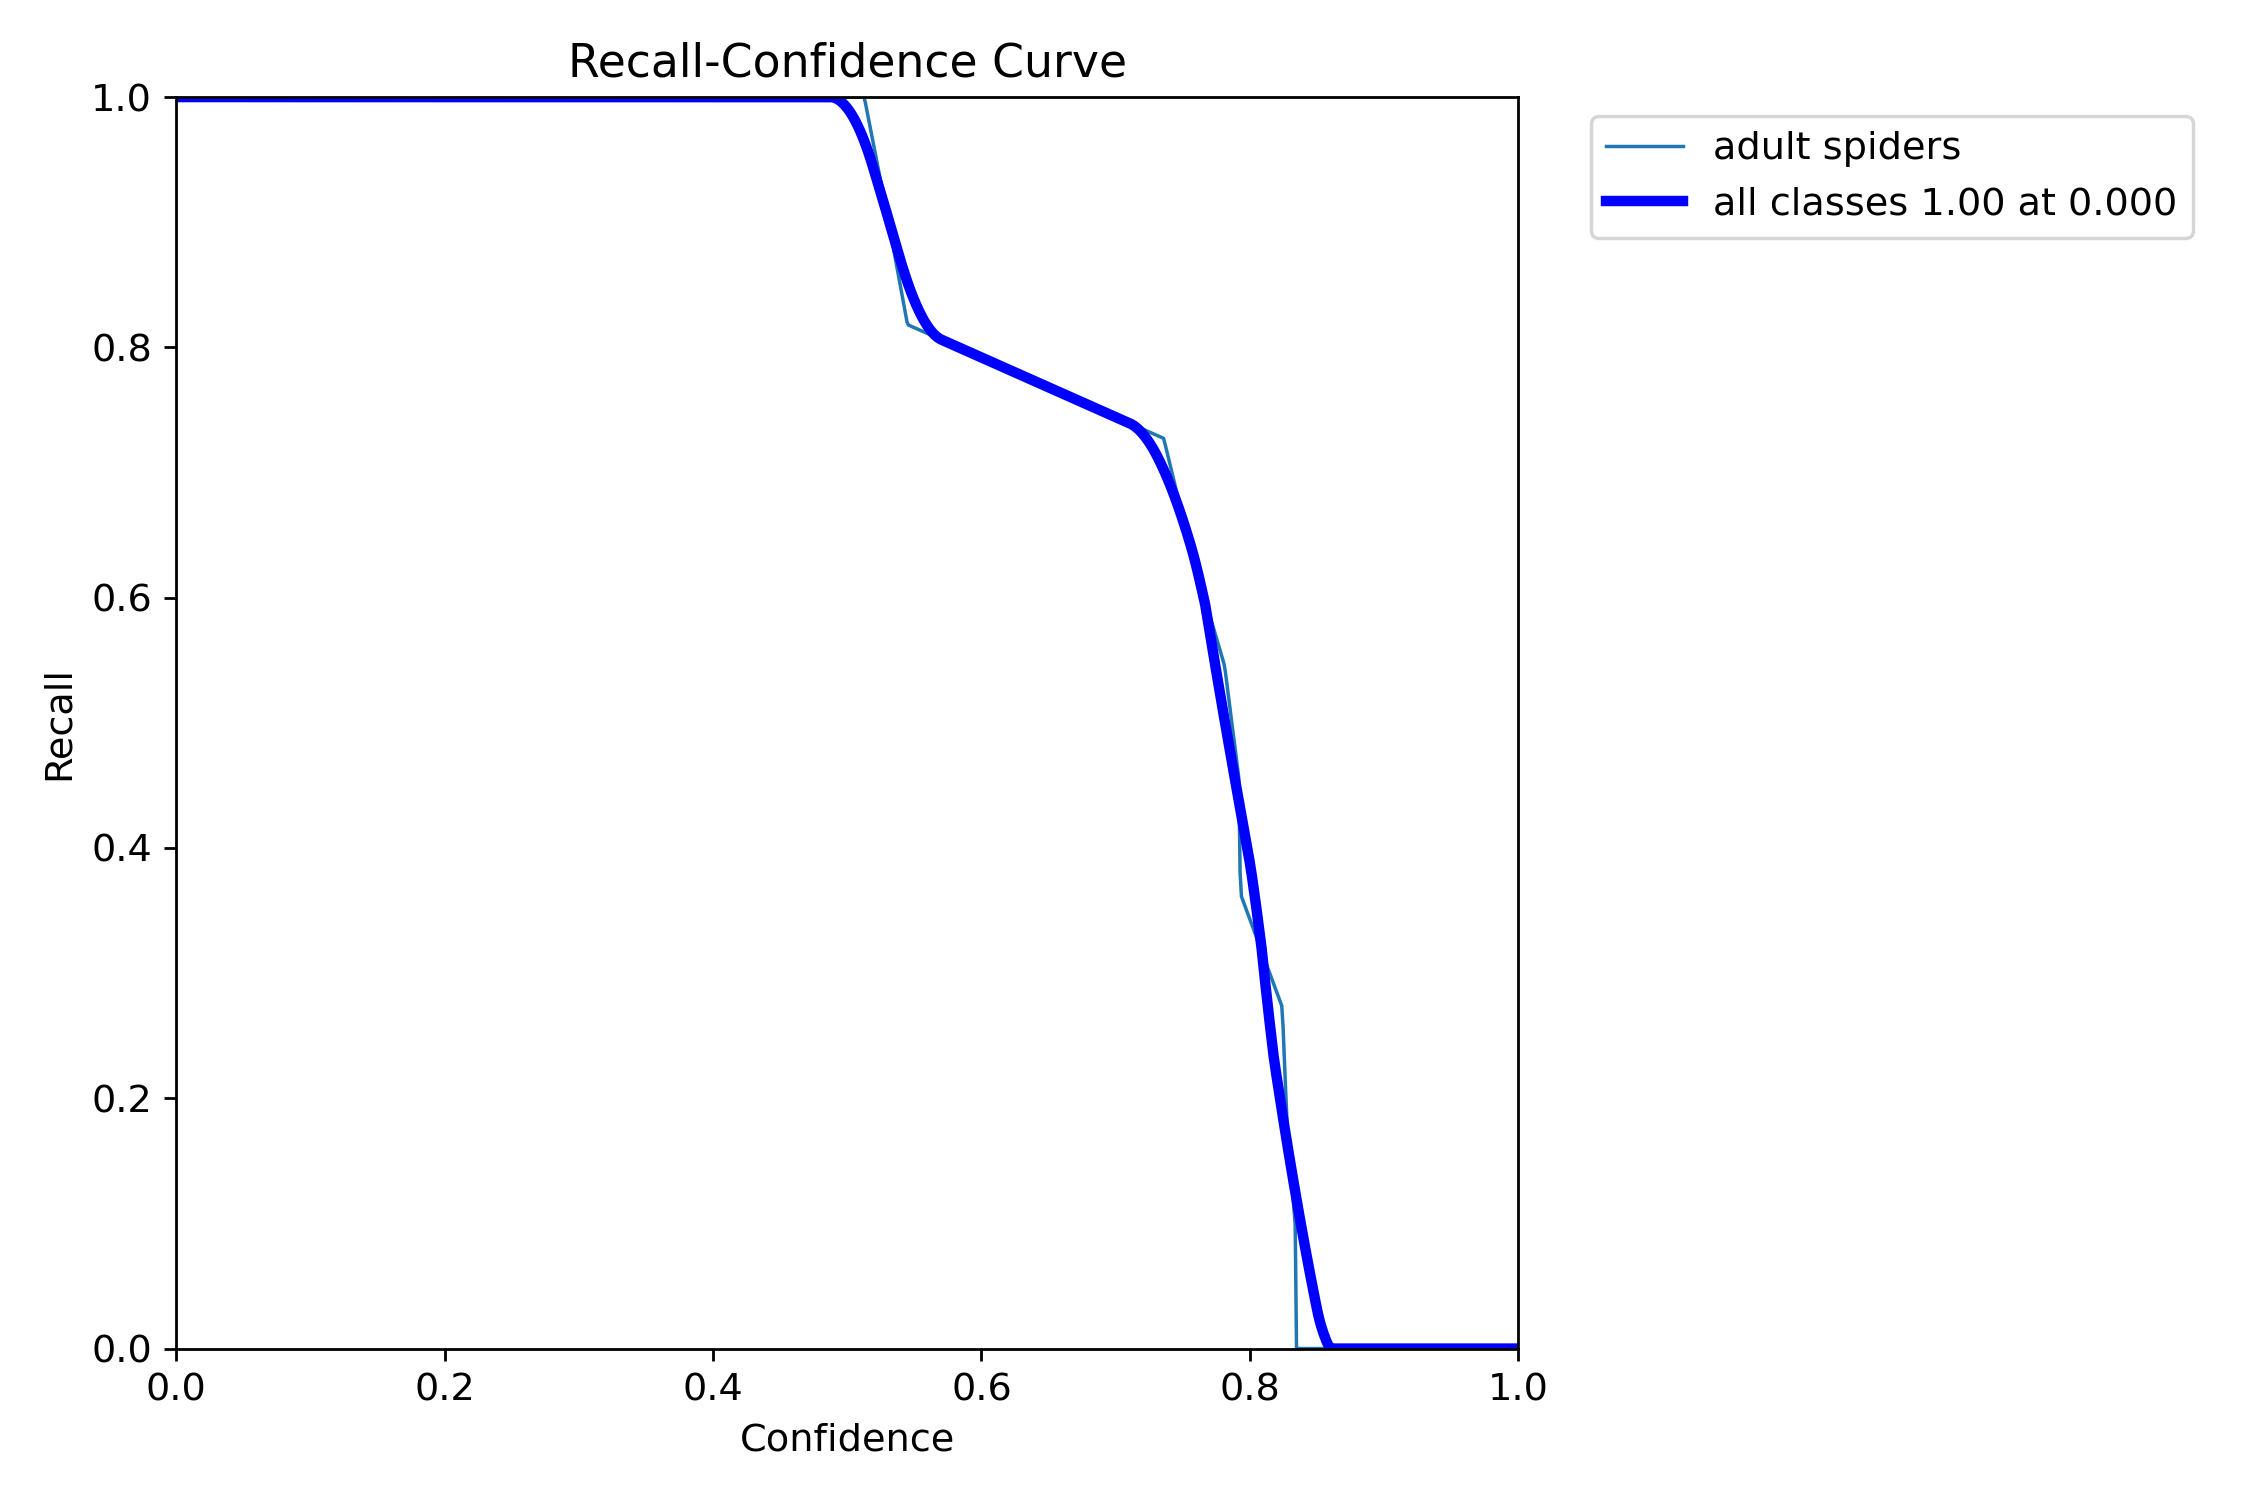 Recall-Confidence Curve
1.0
0.8
0.6
0.4
0.2
0.0
Recall
0.0 0.2 0.4 0.6 0.8 1.0
Confidence
adult spiders
all classes 1.00 at 0.000